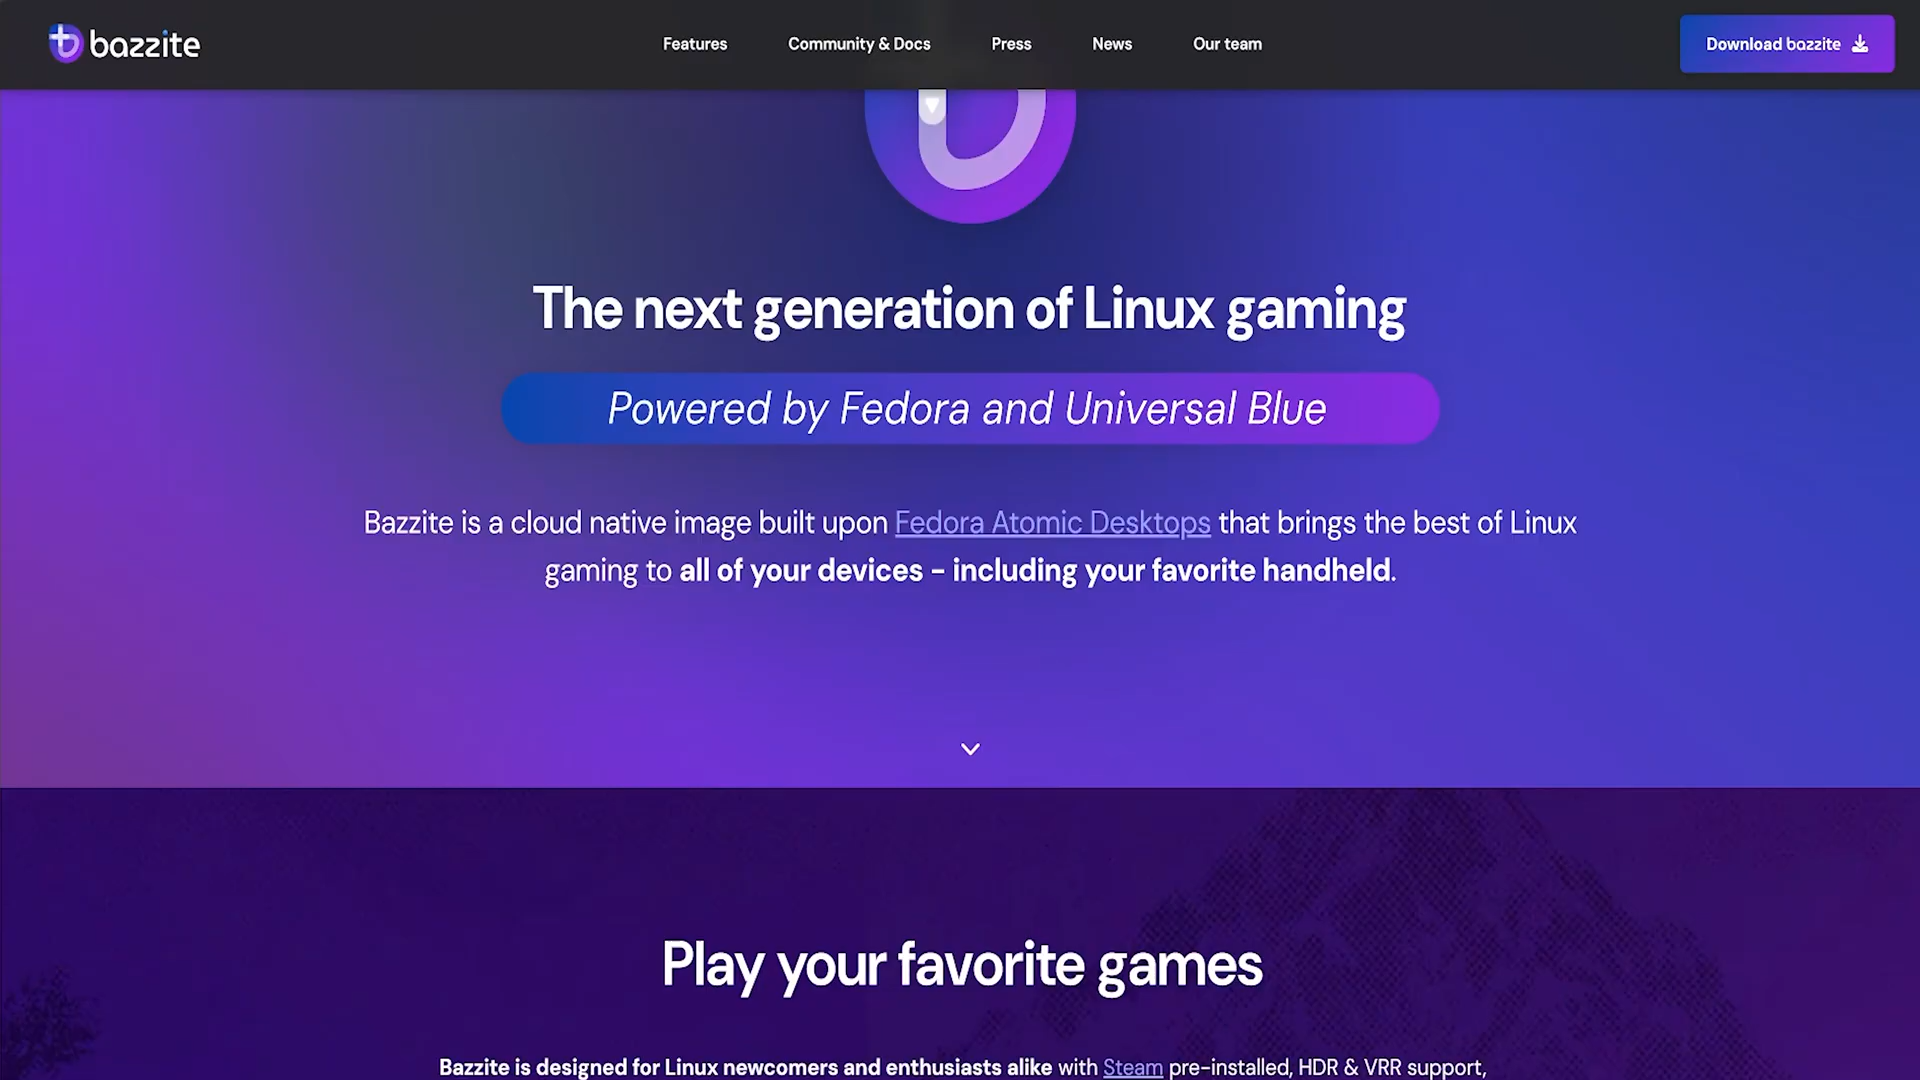 bazzite
Features
Community & Docs
Press
News
Our team
Download bazzite
The next generation of Linux gaming
Powered by Fedora and Universal Blue
Bazzite is a cloud native image built upon Fedora Atomic Desktops that brings the best of Linux
gaming to all of your devices - including your favorite handheld.
Play your favorite games
Bazzite is designed for Linux newcomers and enthusiasts alike with Steam pre-installed, HDR & VRR support,